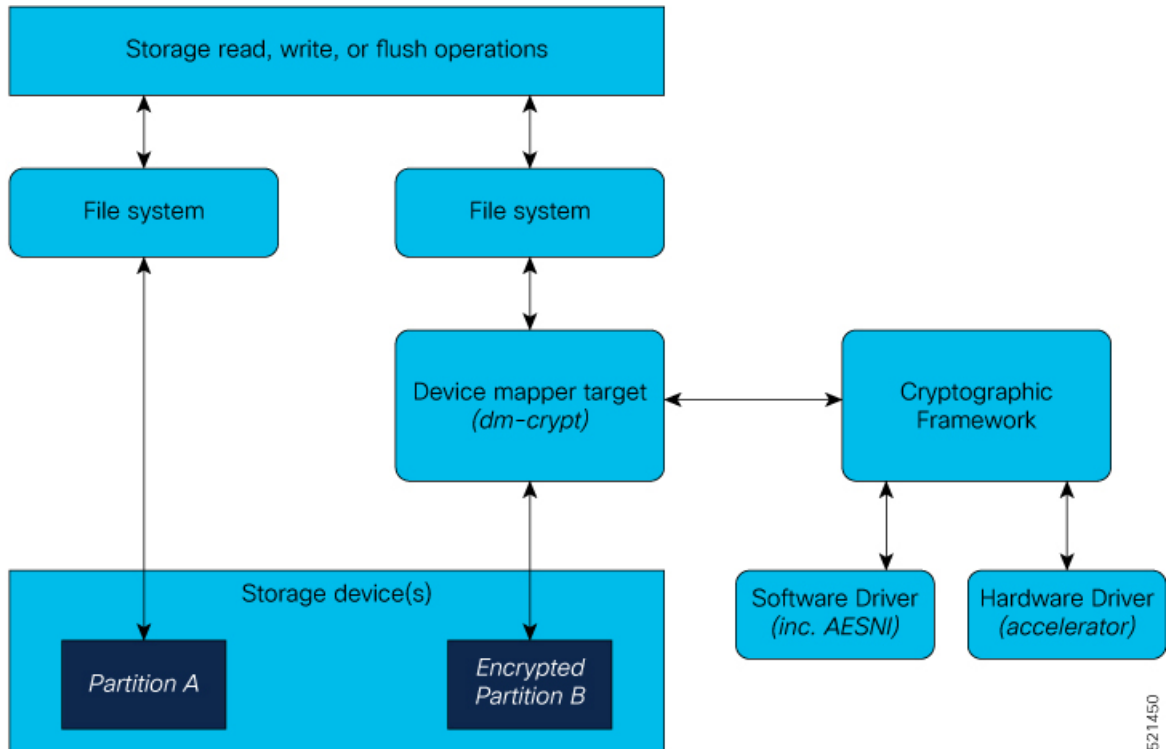 Storage read, write, or flush operations
File system
File system
Device mapper target
(dm-crypt)
Cryptographic
Framework
Storage device(s)
Software Driver
(inc. AESNI)
Hardware Driver
(accelerator)
Partition A
Encrypted
Partition B
521450